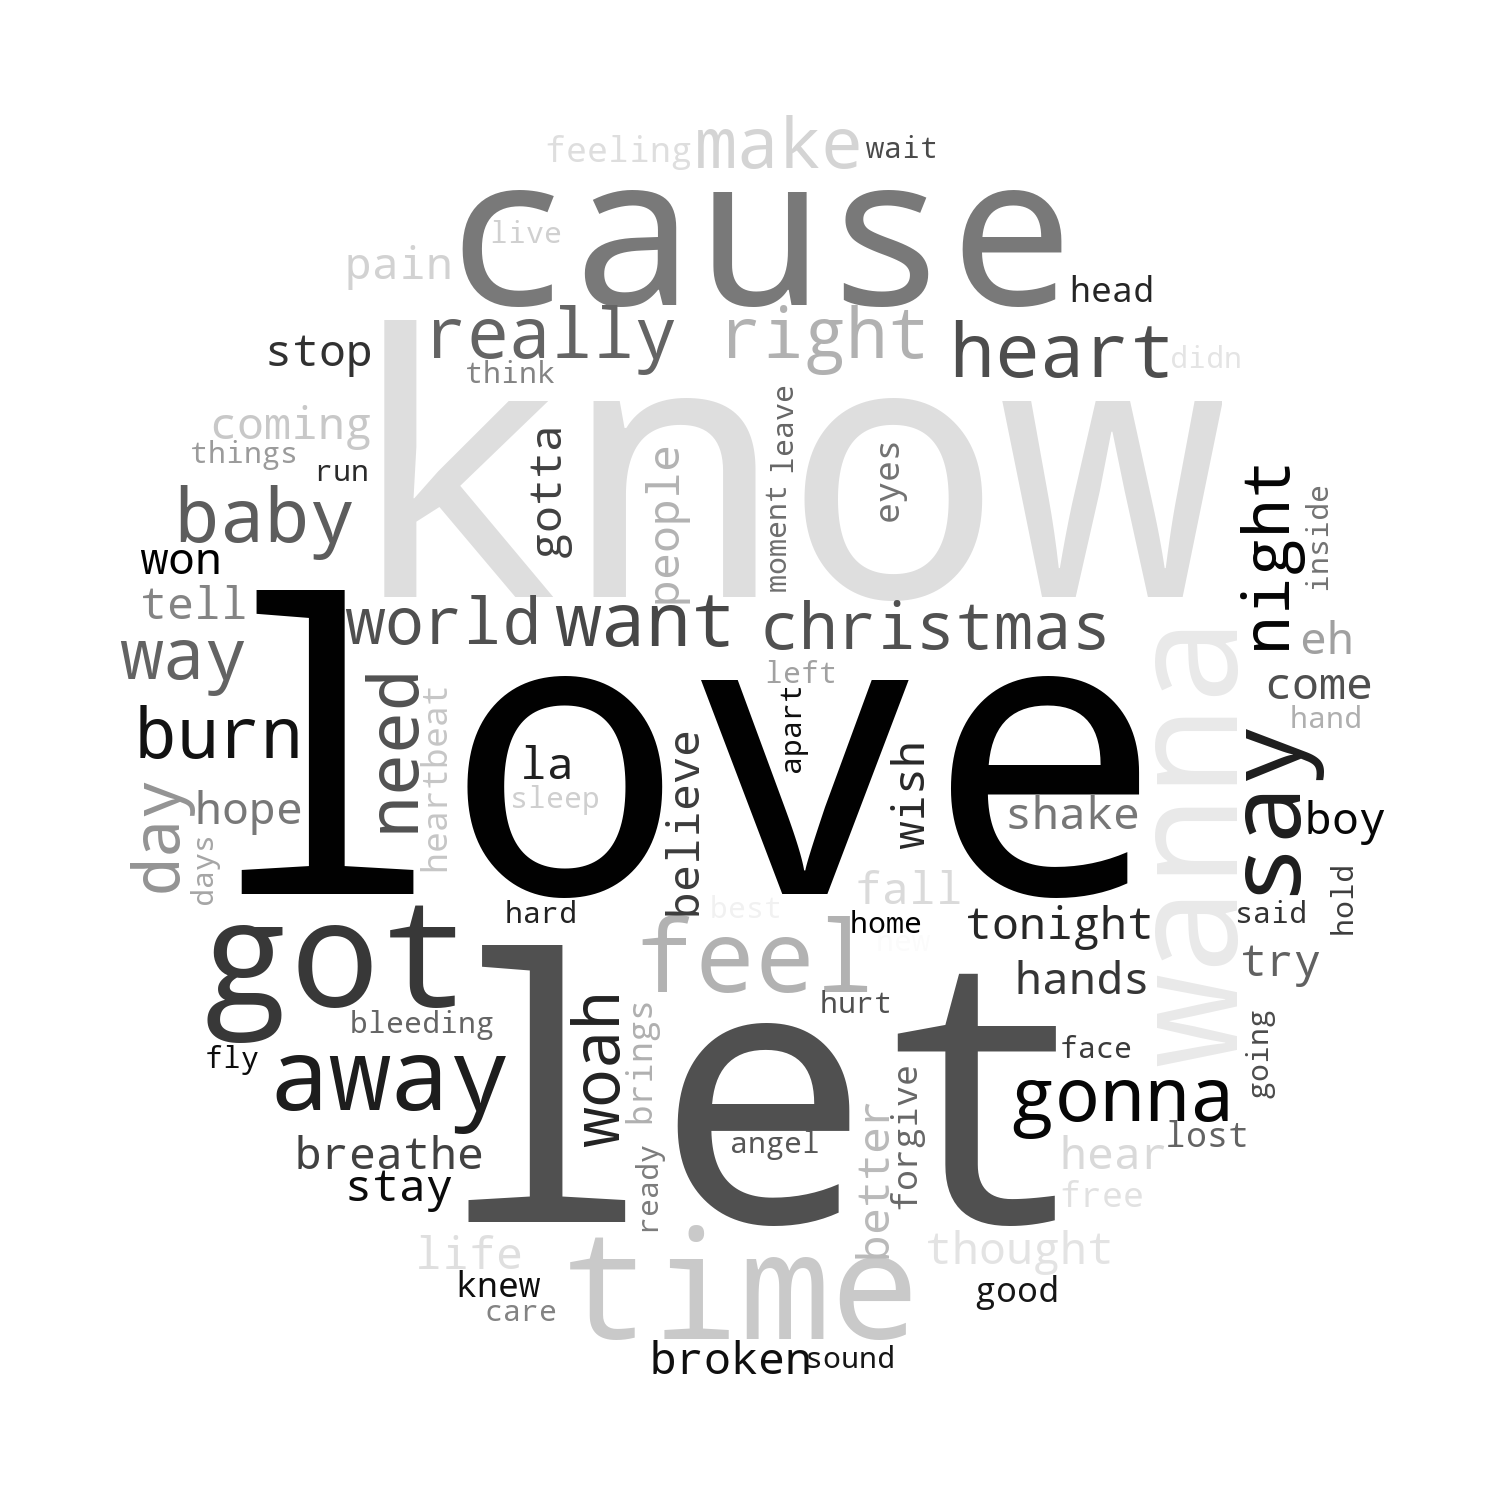 feeling make wait
cause
live
pain
head
really right heart
stop
think
didn
know
coming
things
run
gotta
people
moment leave
eyes
baby
won
tell
night
inside
world want christmas
way
eh
left
come
love
need
heartbeat
hand
burn
apart
la
believe
wish
sleep
wanna
say
day
hope
shake
boy
days
hold
fall
best
hard
home
tonight
said
new
got
feel
try
hands
let
hurt
bleeding
woah
brings
going
fly
face
away
gonna
angel
forgive
better
lost
breathe
hear
stay
ready
free
time
life
thought
knew
good
care
broken
sound